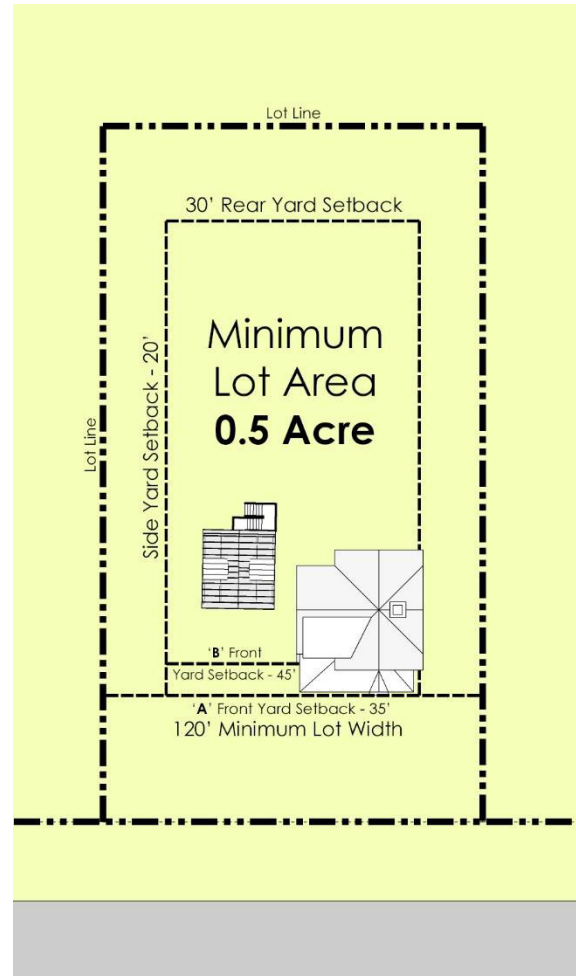 Lot Line
30’ Rear Yard Setback
Minimum
Lot Area
0.5 Acre
Side Yard Setback - 20’
Lot Line
‘B’ Front
Yard Setback - 45’
‘A’ Front Yard Setback - 35’
120’ Minimum Lot Width